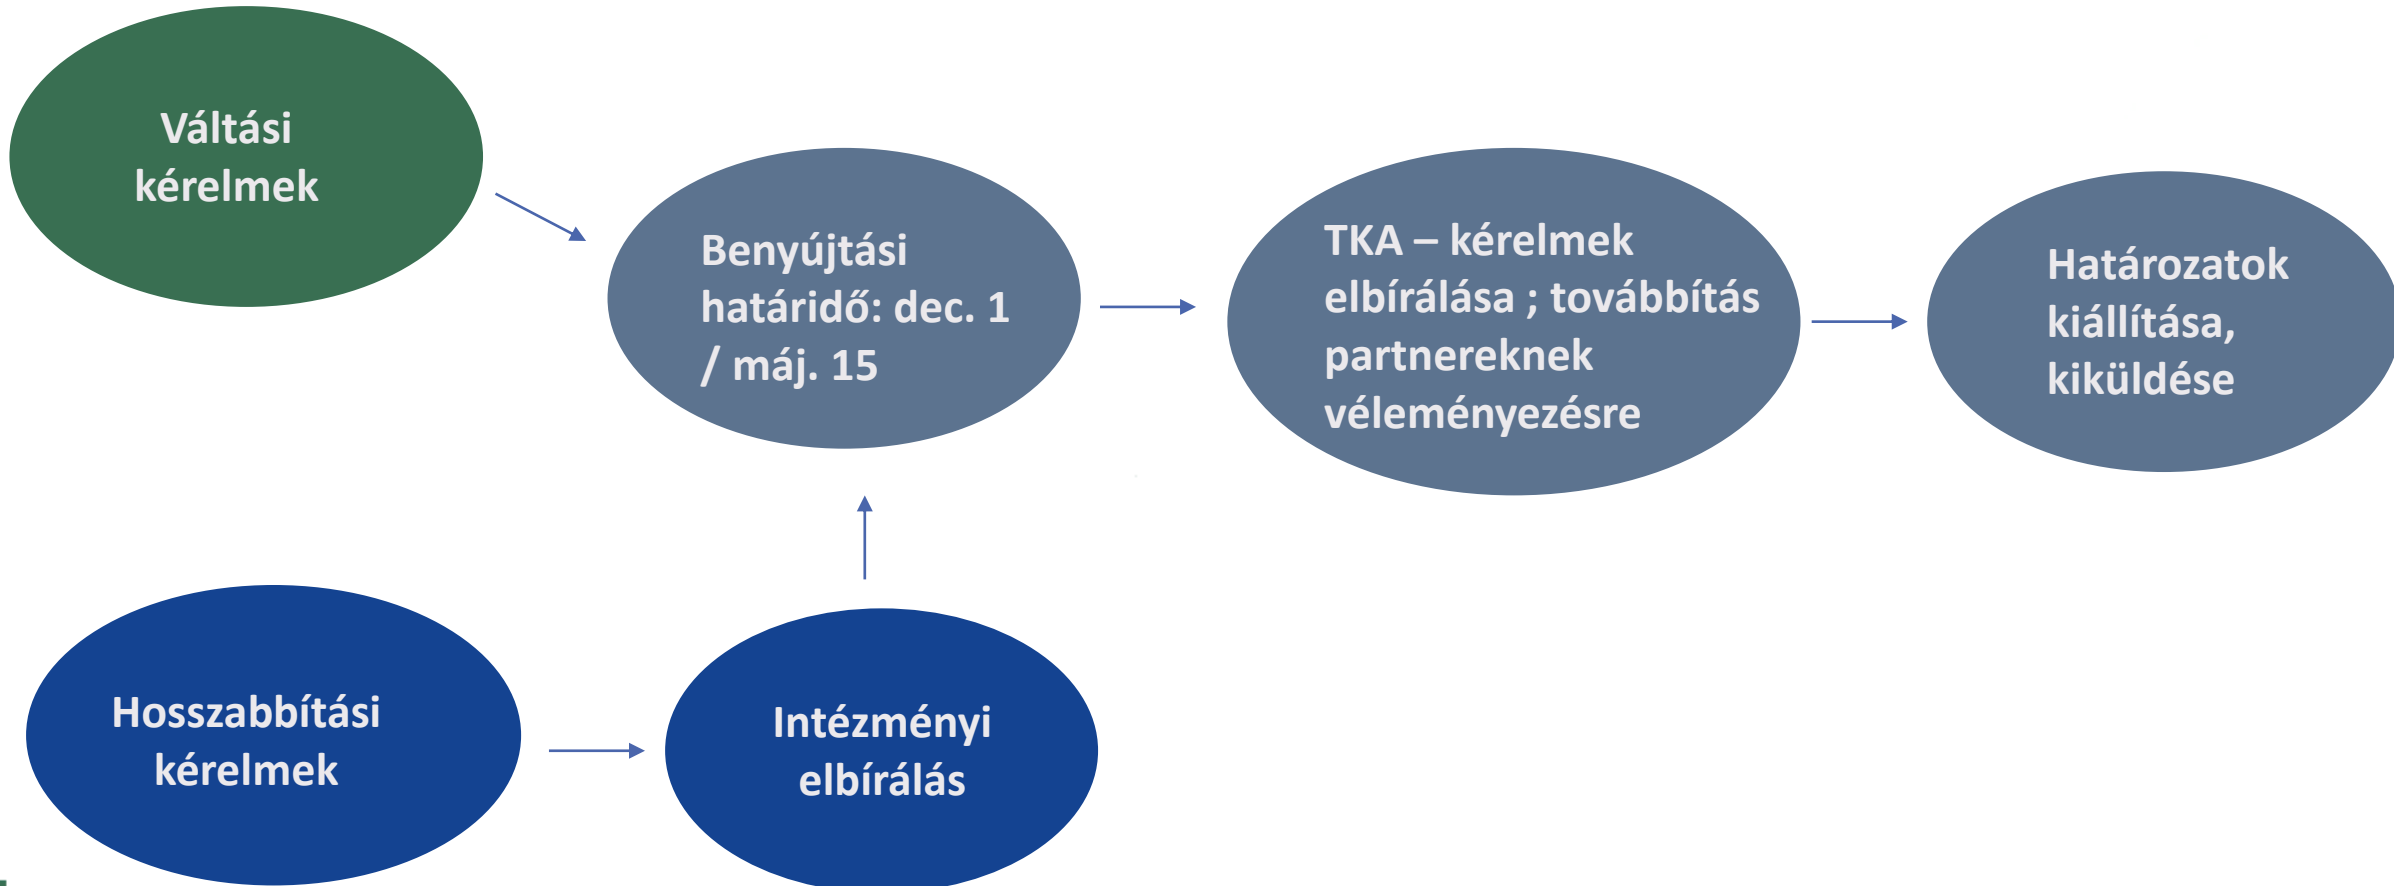 Váltási
kérelmek
Benyújtási
határidő: dec. 1
/ máj. 15
TKA – kérelmek
elbírálása ; továbbítás
partnereknek
véleményezésre
Határozatok
kiállítása,
kiküldése
Hosszabbítási
kérelmek
Intézményi
elbírálás